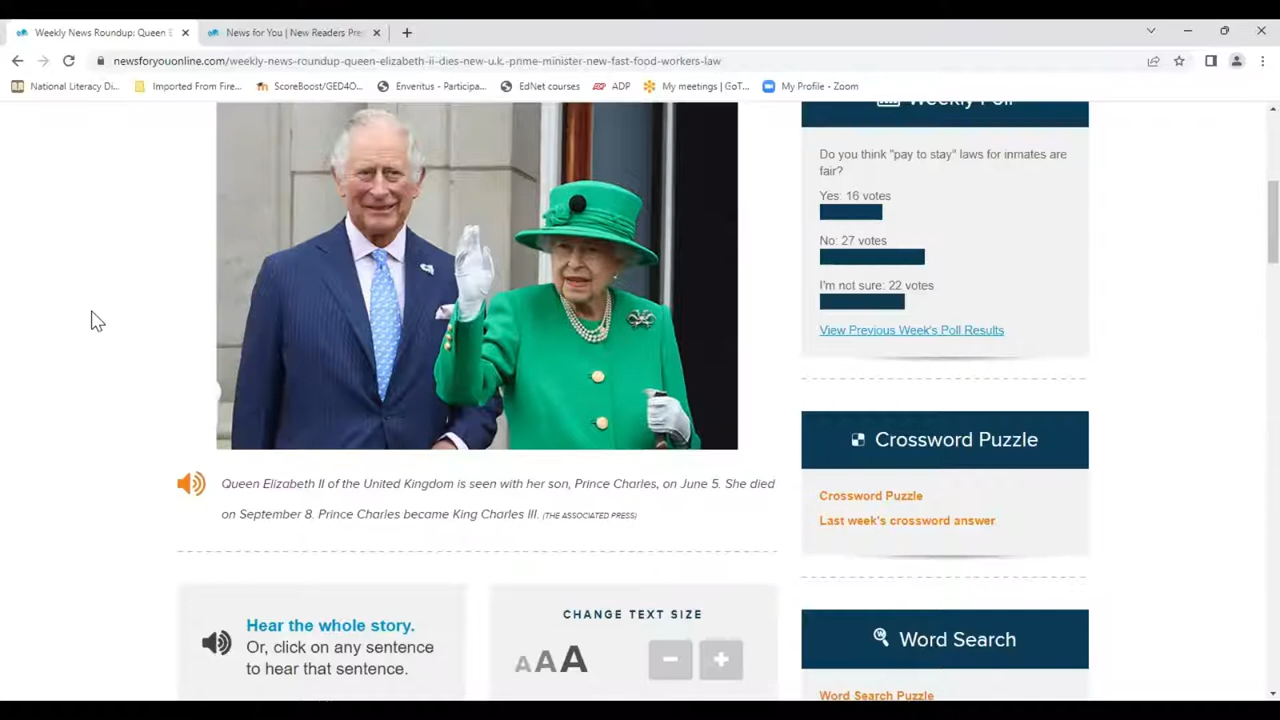 Weekly News Roundup: Queen E
News for You | New Readers Pre
newsforyouonline.com/weekly-news-roundup-queen-elizabeth-ii-dies-new-u.k.-prime-minister-new-fast-food-workers-law
National Literacy Di...
Imported From Fire...
ScoreBoost/GED4O...
Enveritus - Participa...
EdNet courses
ADP
My meetings | GoT...
My Profile - Zoom
Weekly Poll
Do you think "pay to stay" laws for inmates are
fair?
Yes: 16 votes
No: 27 votes
I'm not sure: 22 votes
View Previous Week's Poll Results
Crossword Puzzle
Crossword Puzzle
Last week's crossword answer
Word Search
Word Search Puzzle
Queen Elizabeth II of the United Kingdom is seen with her son, Prince Charles, on June 5. She died
on September 8. Prince Charles became King Charles III. (THE ASSOCIATED PRESS)
Hear the whole story.
Or, click on any sentence
to hear that sentence.
CHANGE TEXT SIZE
AAA